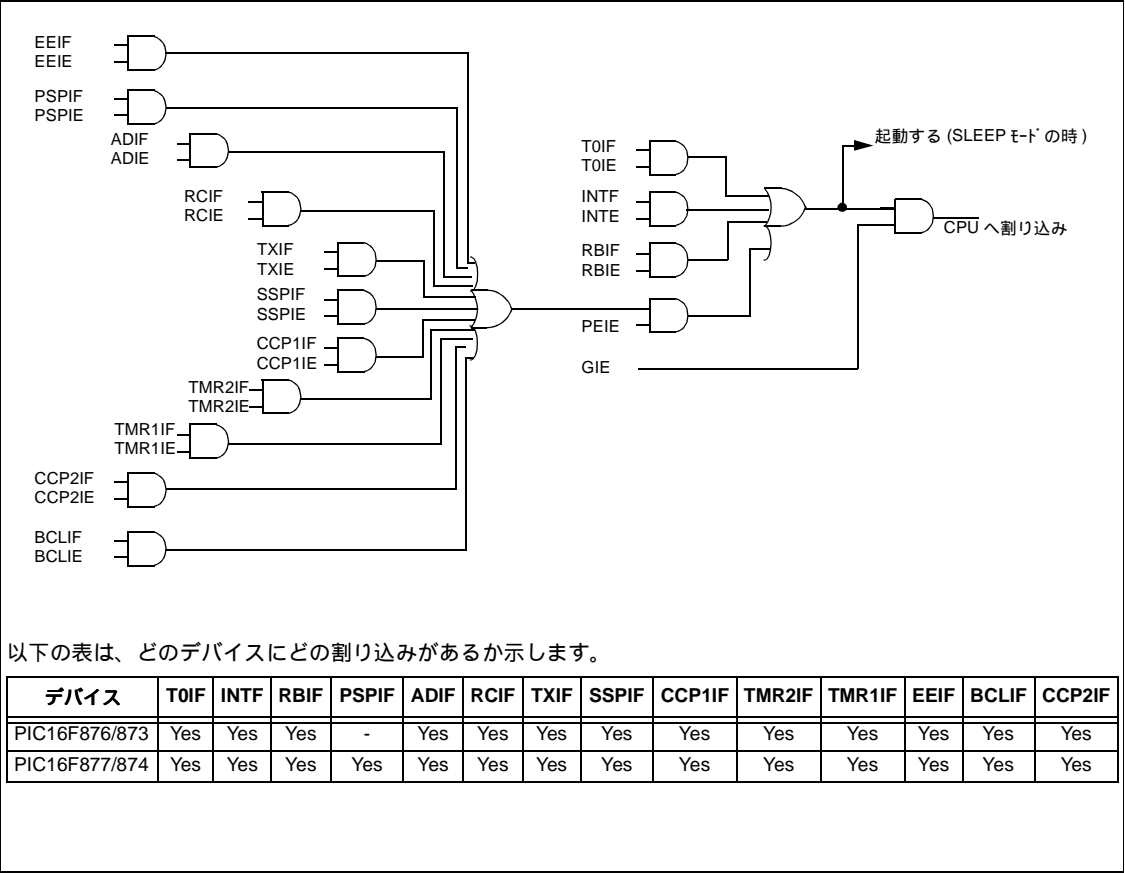 EEIF
EEIE
PSPIF
PSPIE
ADIF
ADIE
RCIF
RCIE
TXIF
TXIE
SSPIF
SSPIE
CCP1IF
CCP1IE
TMR2IF
TMR2IE
TMR1IF
TMR1IE
CCP2IF
CCP2IE
BCLIF
BCLIE
T0IF
T0IE
INTF
INTE
RBIF
RBIE
PEIE
GIE
起動する (SLEEP ﾓｰﾄﾞの時 )
CPU へ割り込み
以下の表は、どのデバイスにどの割り込みがあるか示します。
デバイス T0IF INTF RBIF PSPIF ADIF RCIF TXIF SSPIF CCP1IF TMR2IF TMR1IF EEIF BCLIF CCP2IF
PIC16F876/873 Yes Yes Yes - Yes Yes Yes Yes Yes Yes Yes Yes Yes Yes
PIC16F877/874 Yes Yes Yes Yes Yes Yes Yes Yes Yes Yes Yes Yes Yes Yes